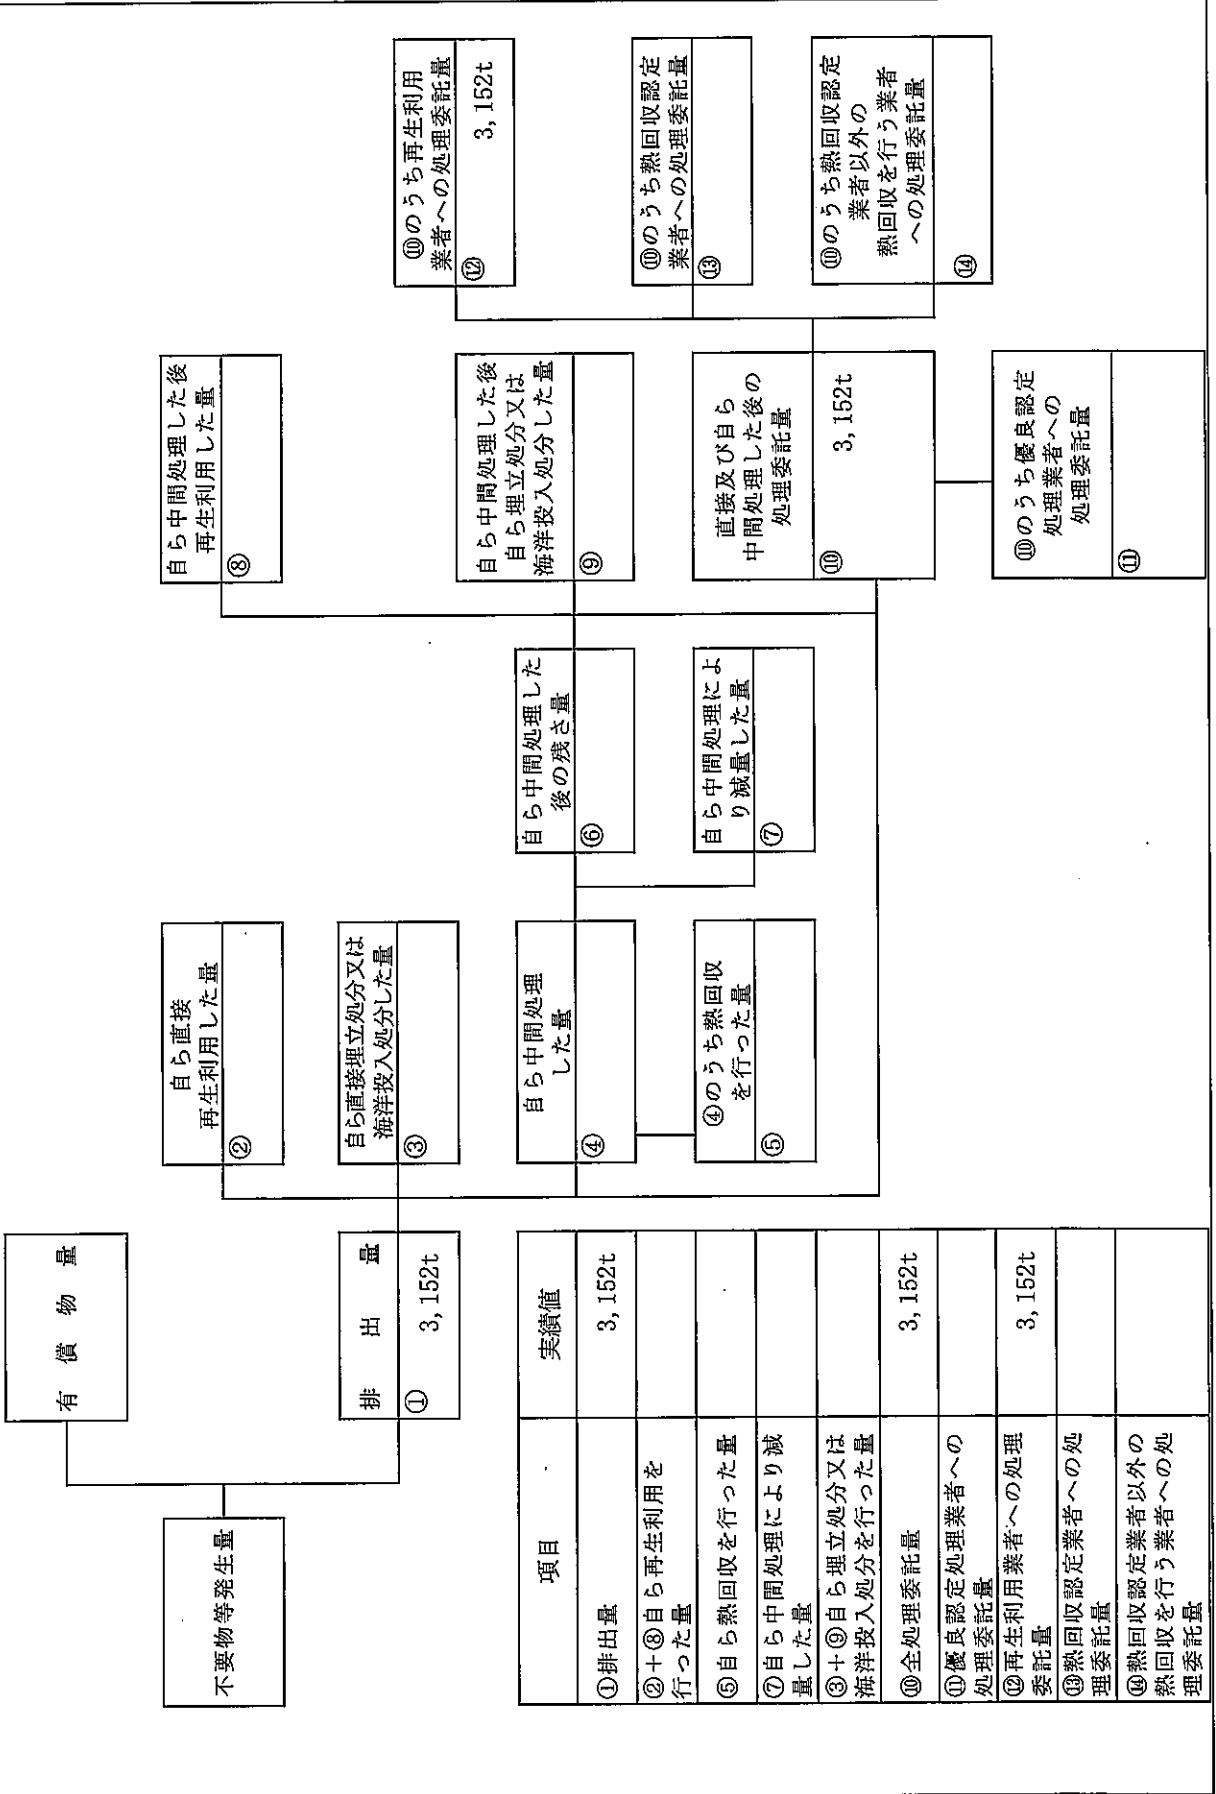 不要物等発生量
有償物量
排出量
①
3,152t
自ら直接
再生利用した量
②
自ら直接埋立処分又は
海洋投入処分した量
③
自ら中間処理
した量
④
④のうち熱回収
を行った量
⑤
自ら中間処理した
後の残さ量
⑥
自ら中間処理によ
り減量した量
⑦
自ら中間処理した後
再生利用した量
⑧
自ら中間処理した後
自ら埋立処分又は
海洋投入処分した量
⑨
直接及び自ら
中間処理した後の
処理委託量
⑩
3,152t
⑩のうち優良認定
処理業者への
処理委託量
⑪
⑩のうち再生利用
業者への処理委託量
⑫
3,152t
⑩のうち熱回収認定
業者への処理委託量
⑬
⑩のうち熱回収認定
業者以外の
熱回収を行う業者
への処理委託量
⑭
項目 実績値
①排出量 3,152t
②+⑧自ら再生利用を
行った量
⑤自ら熱回収を行った量
⑦自ら中間処理により減
量した量
③+⑨自ら埋立処分又は
海洋投入処分を行った量
⑩全処理委託量 3,152t
⑪優良認定処理業者への
処理委託量
⑫再生利用業者への処理
委託量 3,152t
⑬熱回収認定業者への処
理委託量
⑭熱回収認定業者以外の
熱回収を行う業者への処
理委託量